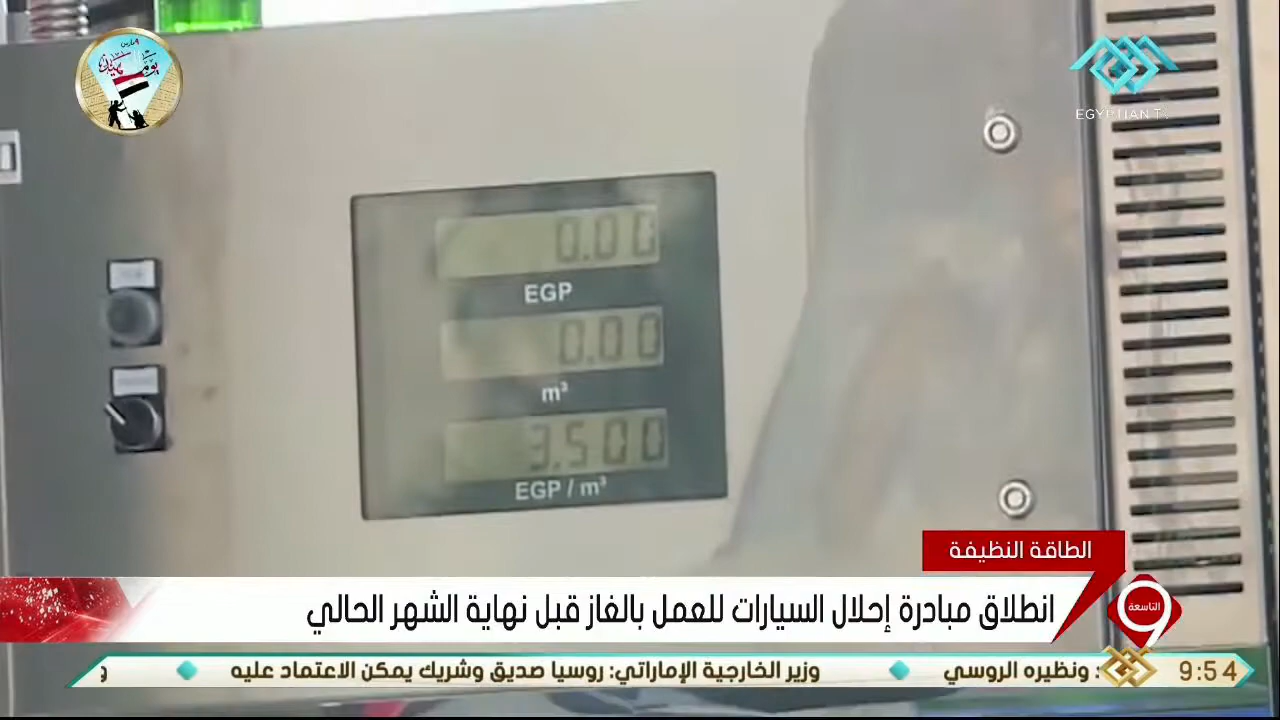 EGYPTIAN T
0.00
EGP
0.00
m³
3.500
EGP / m³
الطاقة النظيفة
انطلاق مبادرة إحلال السيارات للعمل بالغاز قبل نهاية الشهر الحالي
التاسعة
9
ونظيره الروسي
وزير الخارجية الإماراتي: روسيا صديق وشريك يمكن الاعتماد عليه
و
9:54